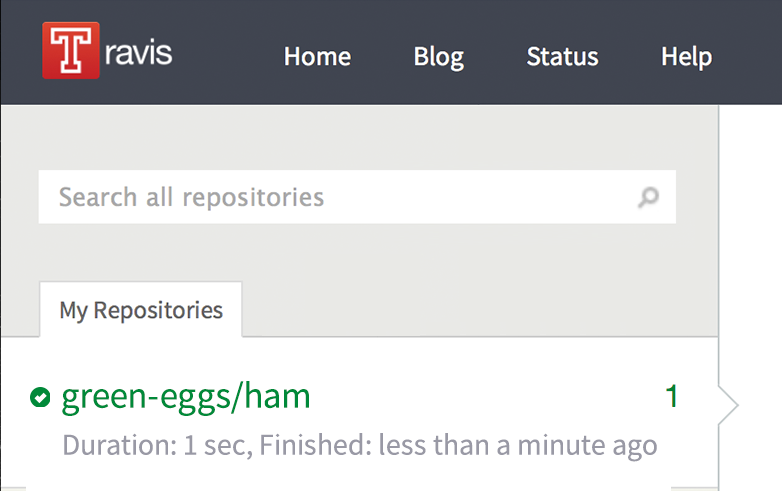 Travis Home Blog Status Help
Search all repositories
My Repositories
green-eggs/ham 1
Duration: 1 sec, Finished: less than a minute ago